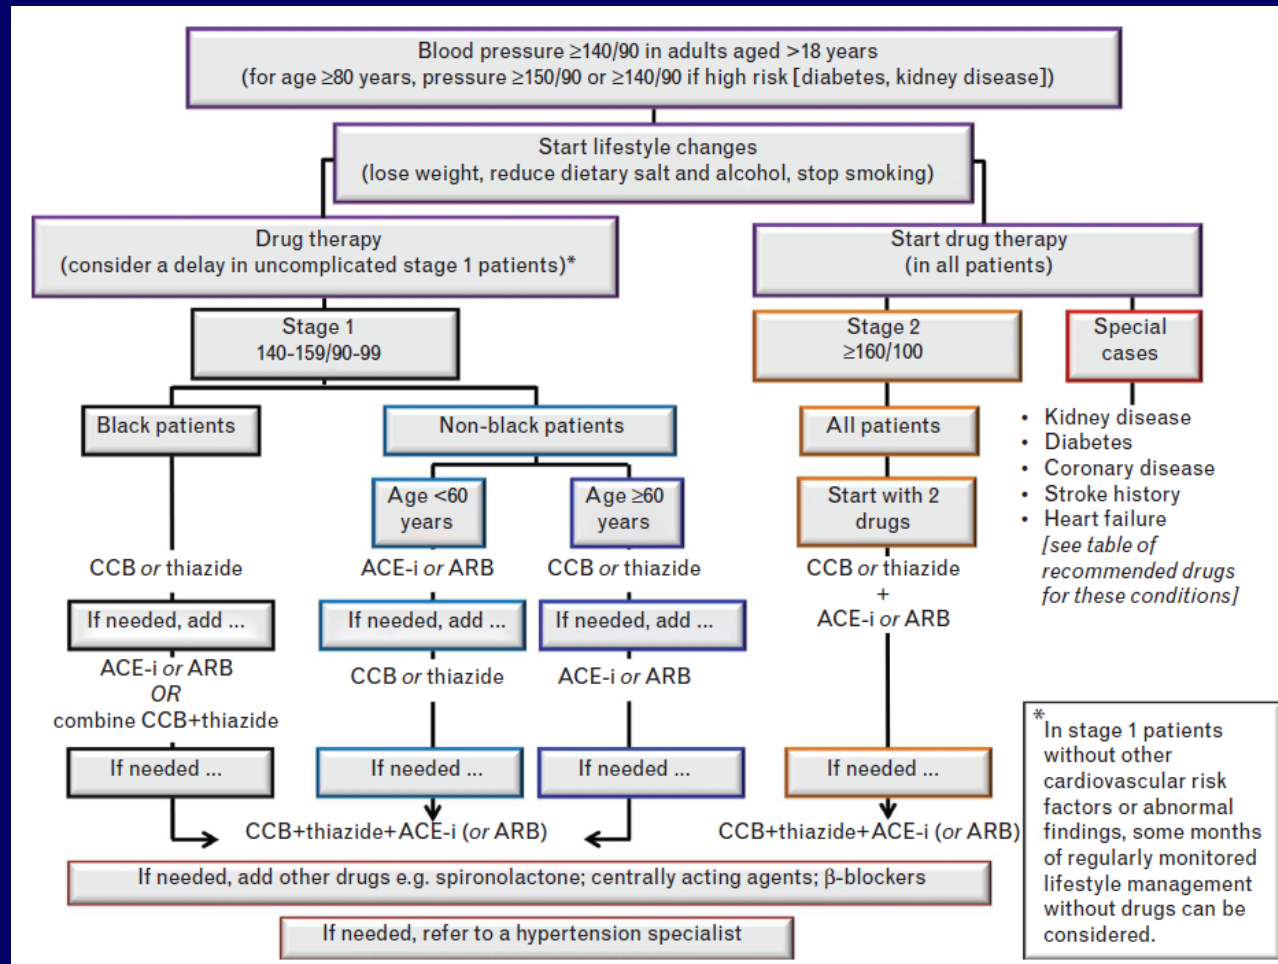 Blood pressure ≥140/90 in adults aged >18 years
(for age ≥80 years, pressure ≥150/90 or ≥140/90 if high risk [diabetes, kidney disease])
Start lifestyle changes
(lose weight, reduce dietary salt and alcohol, stop smoking)
Drug therapy
(consider a delay in uncomplicated stage 1 patients)*
Start drug therapy
(in all patients)
Stage 1
140-159/90-99
Stage 2
≥160/100
Special
cases
Black patients
Non-black patients
All patients
• Kidney disease
• Diabetes
• Coronary disease
• Stroke history
• Heart failure
[see table of
recommended drugs
for these conditions]
Age <60
years
Age ≥60
years
Start with 2
drugs
CCB or thiazide
ACE-i or ARB
CCB or thiazide
CCB or thiazide
+
ACE-i or ARB
If needed, add ...
If needed, add ...
If needed, add ...
ACE-i or ARB
OR
combine CCB+thiazide
CCB or thiazide
ACE-i or ARB
If needed ...
If needed ...
If needed ...
If needed ...
CCB+thiazide+ACE-i (or ARB)
CCB+thiazide+ACE-i (or ARB)
If needed, add other drugs e.g. spironolactone; centrally acting agents; β-blockers
If needed, refer to a hypertension specialist
*In stage 1 patients
without other
cardiovascular risk
factors or abnormal
findings, some months
of regularly monitored
lifestyle management
without drugs can be
considered.